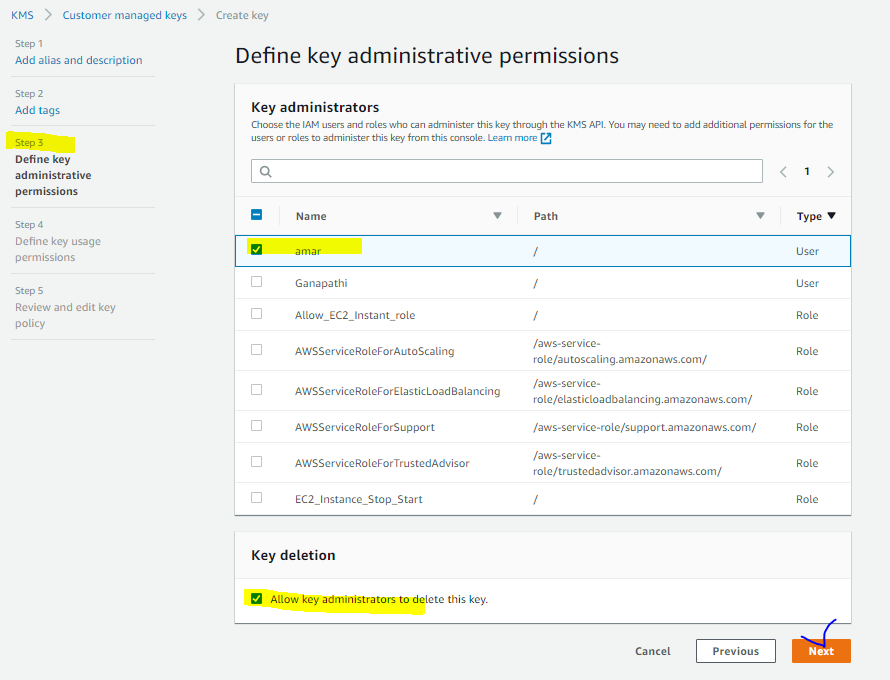 KMS > Customer managed keys > Create key
Step 1
Add alias and description
Step 2
Add tags
Step 3
Define key
administrative
permissions
Step 4
Define key usage
permissions
Step 5
Review and edit key
policy
Define key administrative permissions
Key administrators
Choose the IAM users and roles who can administer this key through the KMS API. You may need to add additional permissions for the
users or roles to administer this key from this console. Learn more
1
Name Path Type
amar / User
Ganapathi / User
Allow_EC2_Instant_role / Role
AWSServiceRoleForAutoScaling /aws-service-
role/autoscaling.amazonaws.com/ Role
AWSServiceRoleForElasticLoadBalancing /aws-service-
role/elasticloadbalancing.amazonaws.com/ Role
AWSServiceRoleForSupport /aws-service-role/support.amazonaws.com/ Role
AWSServiceRoleForTrustedAdvisor /aws-service-
role/trustedadvisor.amazonaws.com/ Role
EC2_Instance_Stop_Start / Role
Key deletion
Allow key administrators to delete this key.
Cancel Previous Next